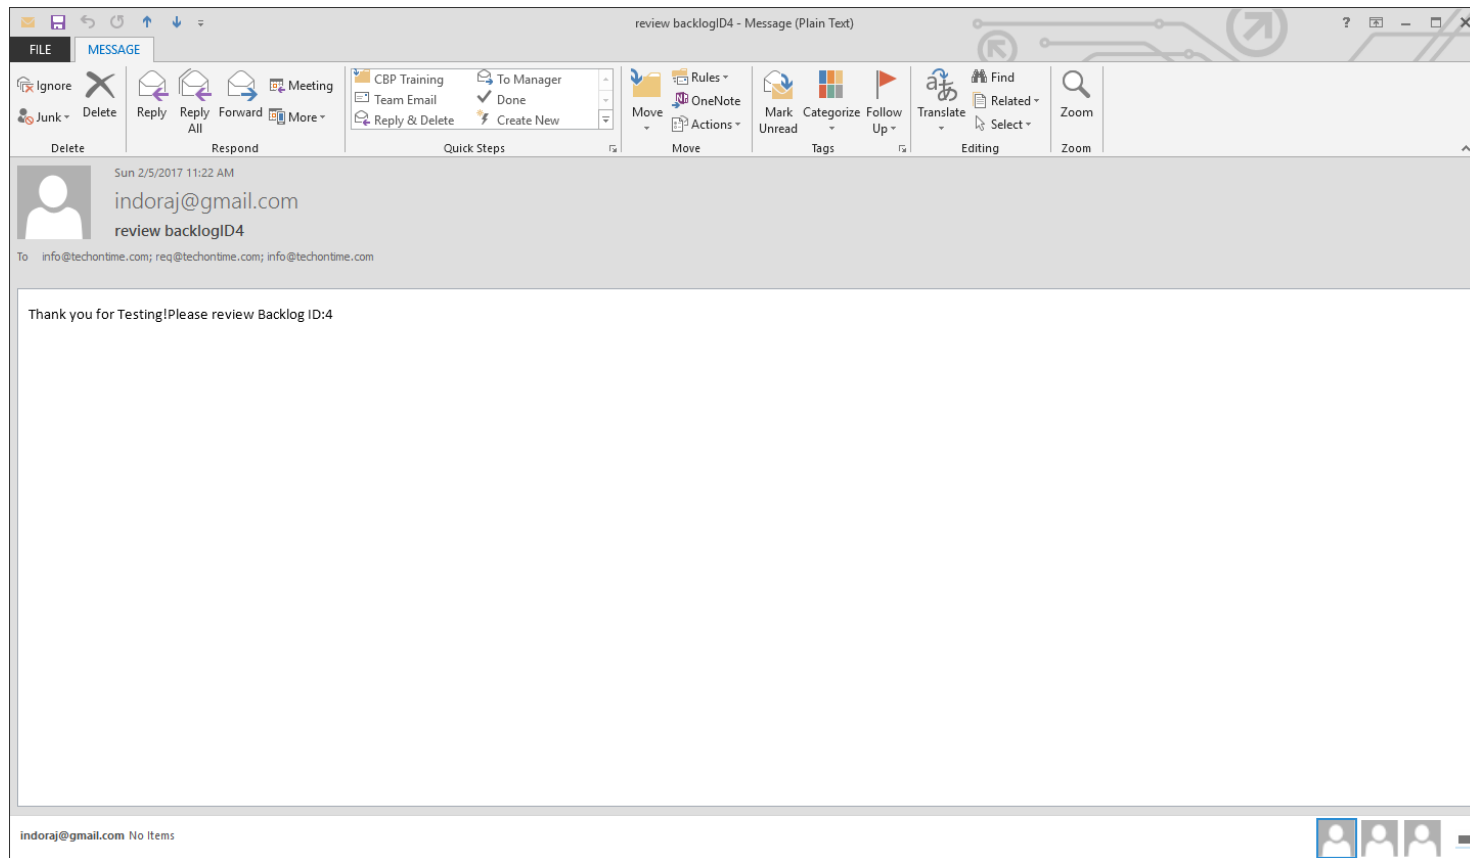 review backlogID4 - Message (Plain Text)
?
FILE MESSAGE
Ignore
Junk
Delete
Reply
Reply All
Forward
Meeting
More
CBP Training To Manager
Team Email Done
Reply & Delete Create New
Move
Rules
OneNote
Actions
Mark Unread
Categorize
Follow Up
Translate
Find
Related
Select
Zoom
Delete Respond Quick Steps Move Tags Editing Zoom
Sun 2/5/2017 11:22 AM
indoraj@gmail.com
review backlogID4
To info@techontime.com; req@techontime.com; info@techontime.com
Thank you for Testing!Please review Backlog ID:4
indoraj@gmail.com No Items